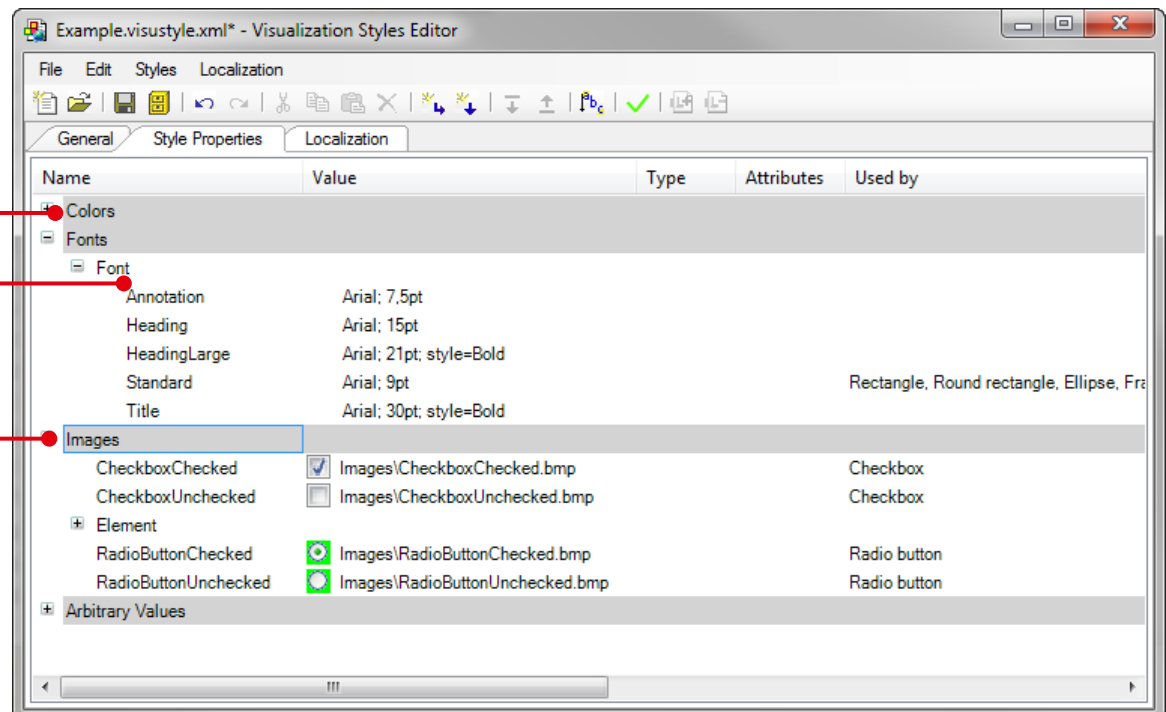 Example.visustyle.xml* - Visualization Styles Editor
File Edit Styles Localization
General Style Properties Localization
Name Value Type Attributes Used by
Colors
Fonts
Font
Annotation Arial; 7,5pt
Heading Arial; 15pt
HeadingLarge Arial; 21pt; style=Bold
Standard Arial; 9pt Rectangle, Round rectangle, Ellipse, Fra
Title Arial; 30pt; style=Bold
Images
CheckboxChecked Images\CheckboxChecked.bmp Checkbox
CheckboxUnchecked Images\CheckboxUnchecked.bmp Checkbox
Element
RadioButtonChecked Images\RadioButtonChecked.bmp Radio button
RadioButtonUnchecked Images\RadioButtonUnchecked.bmp Radio button
Arbitrary Values